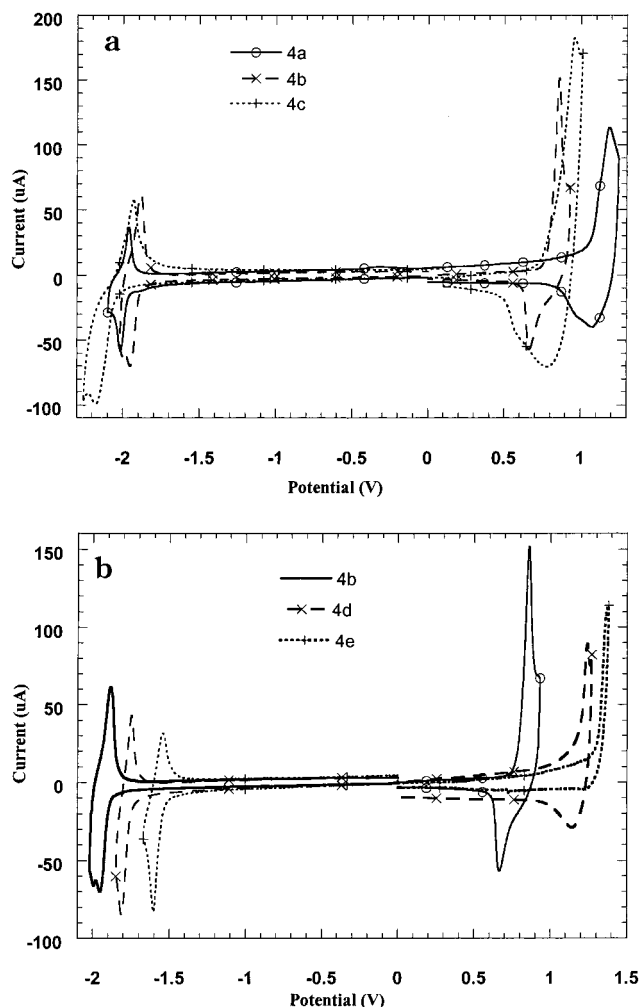 200
a
4a
4b
4c
150
100
50
0
-50
-100
Current (uA)
-2 -1.5 -1 -0.5 0 0.5 1
Potential (V)
150
b
4b
4d
4e
100
50
0
-50
-100
Current (uA)
-2 -1.5 -1 -0.5 0 0.5 1 1.5
Potential (V)